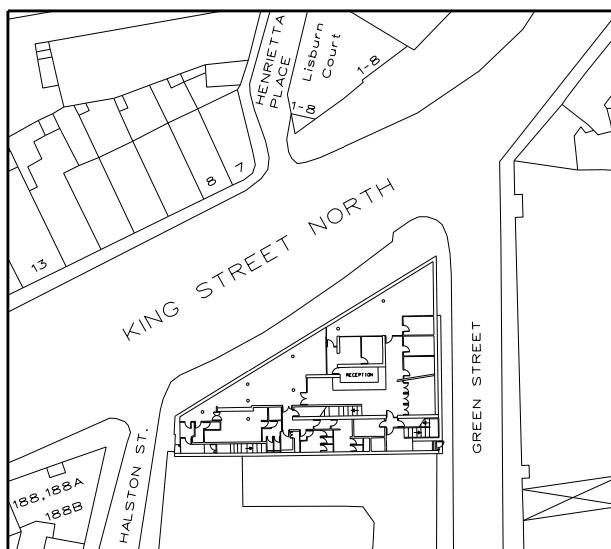 HENRIETTA
PLACE
Lisburn
Court
1-8
1-8
7
8
13
KING STREET NORTH
RECEPTION
GREEN STREET
HALSTON ST.
188,188A
188B